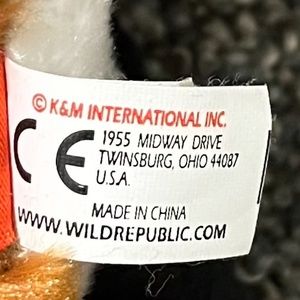 © K&M INTERNATIONAL INC.
CE
1955 MIDWAY DRIVE
TWINSBURG, OHIO 44087
U.S.A.
MADE IN CHINA
WWW.WILDREPUBLIC.COM